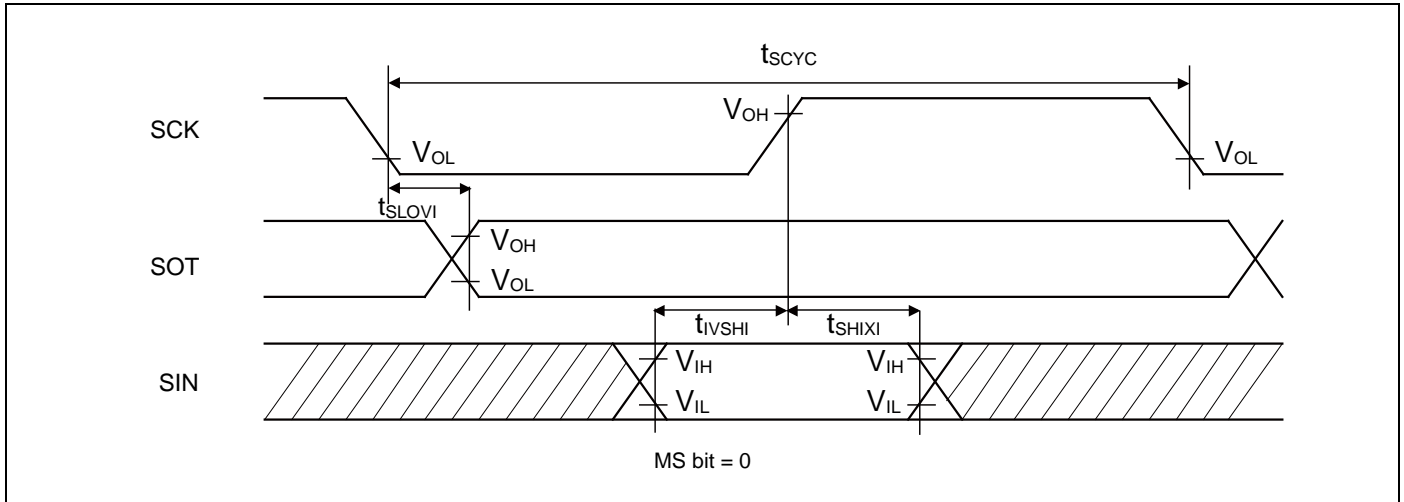 tSCYC
SCK
VOH
VOL
VOL
tSLOVI
SOT
VOH
VOL
tIVSHI
tSHIXI
SIN
VIH
VIH
VIL
VIL
MS bit = 0